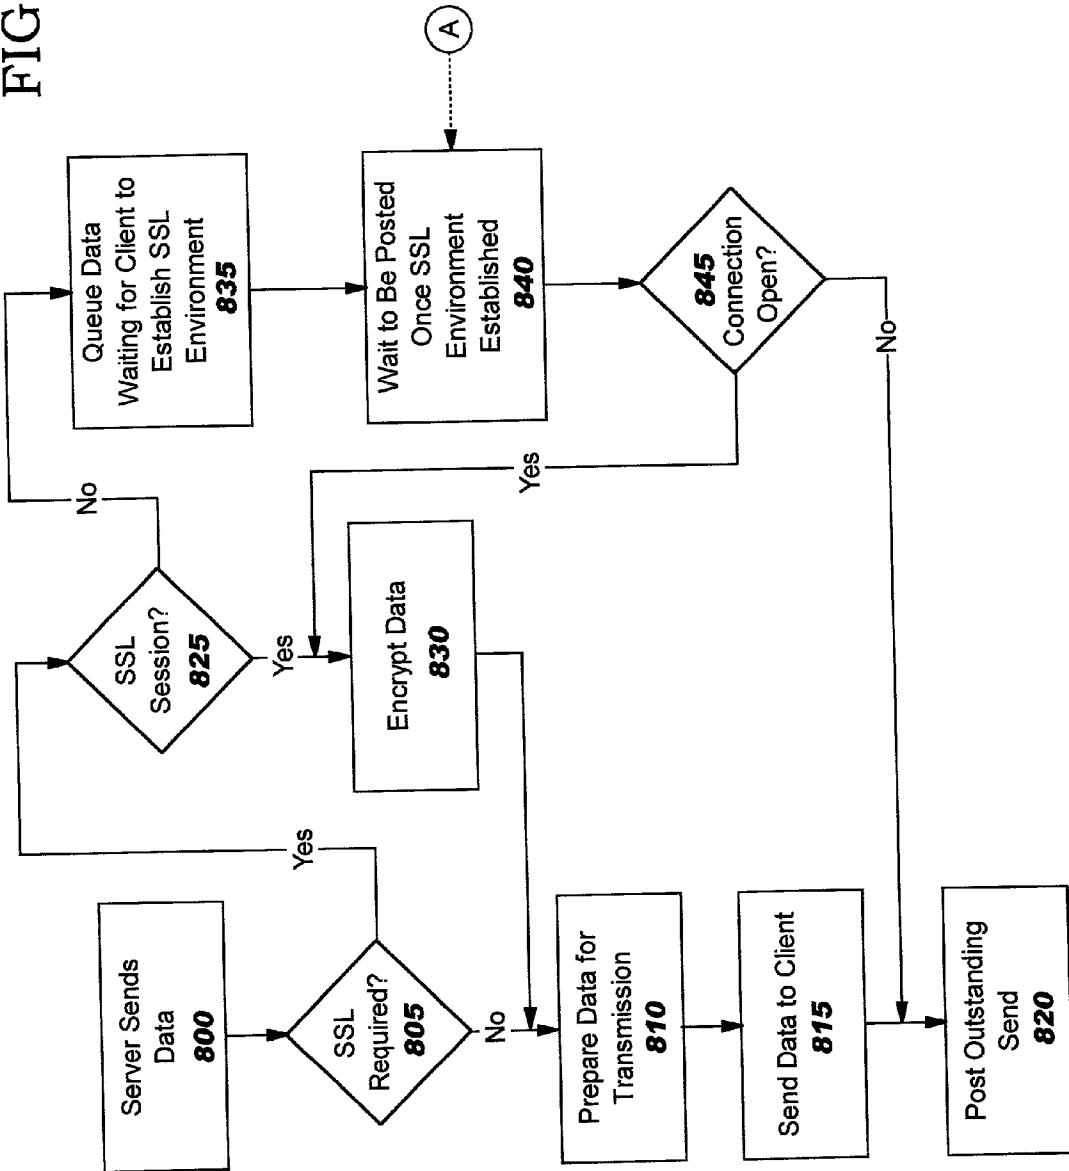 FIG
Server Sends
Data
800
SSL
Required?
805
Yes
No
Prepare Data for
Transmission
810
Send Data to Client
815
Post Outstanding
Send
820
SSL
Session?
825
No
Yes
Encrypt Data
830
Yes
Queue Data
Waiting for Client to
Establish SSL
Environment
835
Wait to Be Posted
Once SSL
Environment
Established
840
A
845
Connection
Open?
No